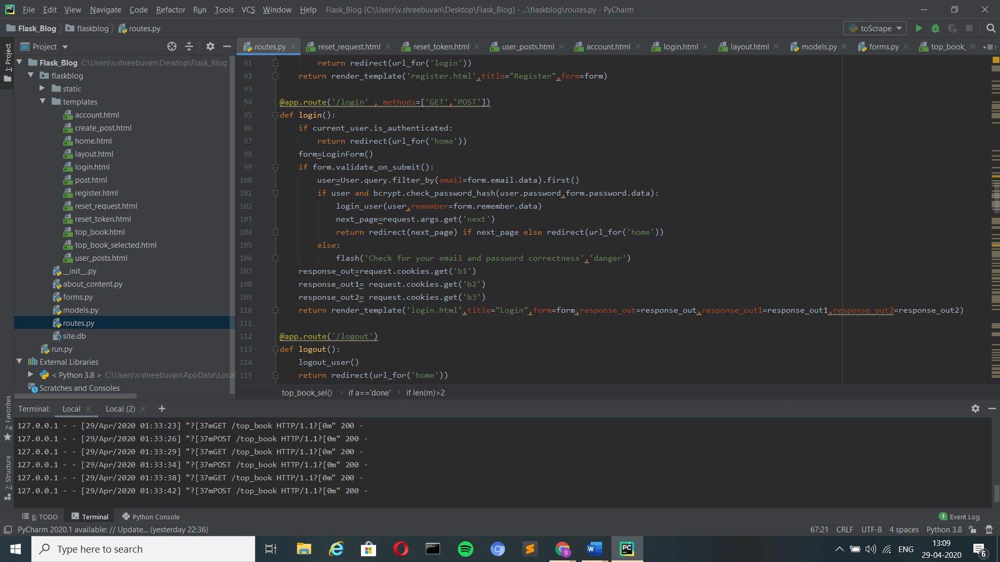 File Edit View Navigate Code Refactor Run Tools VCS Window Help Flask_Blog [C:\Users\v.shreebuvan\Desktop\Flask_Blog] - ...\flaskblog\routes.py - PyCharm
Flask_Blog flaskblog routes.py toScrape
Project routes.py reset_request.html reset_token.html user_posts.html account.html login.html layout.html models.py forms.py top_book_
1: Project
Flask_Blog C:\Users\v.shreebuvan\Desktop\Flask_Blog
flaskblog
static
templates
account.html
create_post.html
home.html
layout.html
login.html
post.html
register.html
reset_request.html
reset_token.html
top_book.html
top_book_selected.html
user_posts.html
__init__.py
about_content.py
forms.py
models.py
routes.py
site.db
run.py
External Libraries
< Python 3.8 > C:\Users\v.shreebuvan\AppData\Local
Scratches and Consoles
91 return redirect(url_for('login'))
92 return render_template('register.html',title="Register",form=form)
93
94 @app.route('/login' , methods=['GET','POST'])
95 def login():
96 if current_user.is_authenticated:
97 return redirect(url_for('home'))
98 form=LoginForm()
99 if form.validate_on_submit():
100 user=User.query.filter_by(email=form.email.data).first()
101 if user and bcrypt.check_password_hash(user.password,form.password.data):
102 login_user(user,remember=form.remember.data)
103 next_page=request.args.get('next')
104 return redirect(next_page) if next_page else redirect(url_for('home'))
105 else:
106 flash('Check for your email and password correctness','danger')
107 response_out=request.cookies.get('b1')
108 response_out1= request.cookies.get('b2')
109 response_out2= request.cookies.get('b3')
110 return render_template('login.html',title="Login",form=form,response_out=response_out,response_out1=response_out1,response_out2=response_out2)
111
112 @app.route('/logout')
113 def logout():
114 logout_user()
115 return redirect(url_for('home'))
top_book_sel() › if a=='done' › if len(m)>2
2: Favorites
7: Structure
Terminal: Local Local (2) +
127.0.0.1 - - [29/Apr/2020 01:33:23] "?[37mGET /top_book HTTP/1.1?[0m" 200 -
127.0.0.1 - - [29/Apr/2020 01:33:26] "?[37mPOST /top_book HTTP/1.1?[0m" 200 -
127.0.0.1 - - [29/Apr/2020 01:33:29] "?[37mGET /top_book HTTP/1.1?[0m" 200 -
127.0.0.1 - - [29/Apr/2020 01:33:34] "?[37mPOST /top_book HTTP/1.1?[0m" 200 -
127.0.0.1 - - [29/Apr/2020 01:33:38] "?[37mGET /top_book HTTP/1.1?[0m" 200 -
127.0.0.1 - - [29/Apr/2020 01:33:42] "?[37mPOST /top_book HTTP/1.1?[0m" 200 -
6: TODO Terminal Python Console 1 Event Log
PyCharm 2020.1 available: // Update... (yesterday 22:36) 67:21 CRLF UTF-8 4 spaces Python 3.8
Type here to search ENG 13:09
29-04-2020 6